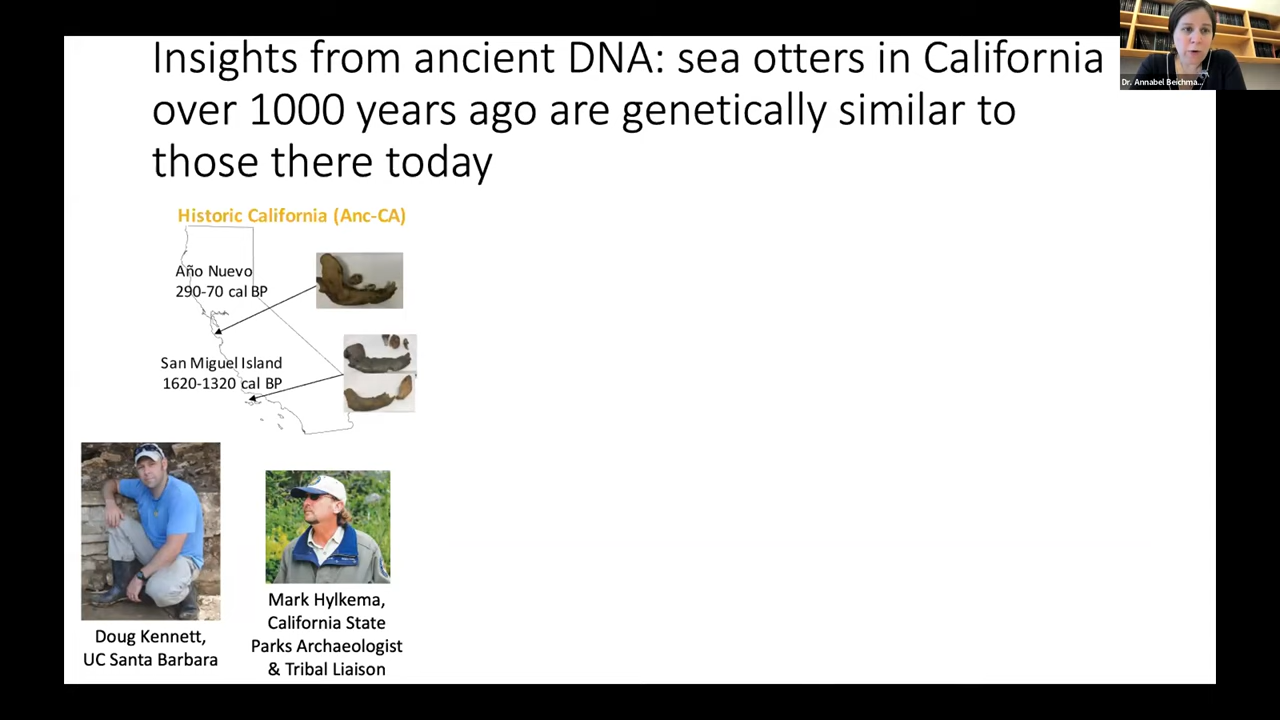 Insights from ancient DNA: sea otters in California
over 1000 years ago are genetically similar to
those there today
Dr. Annabel Beichma...
Historic California (Anc-CA)
Año Nuevo
290-70 cal BP
San Miguel Island
1620-1320 cal BP
Doug Kennett,
UC Santa Barbara
Mark Hylkema,
California State
Parks Archaeologist
& Tribal Liaison